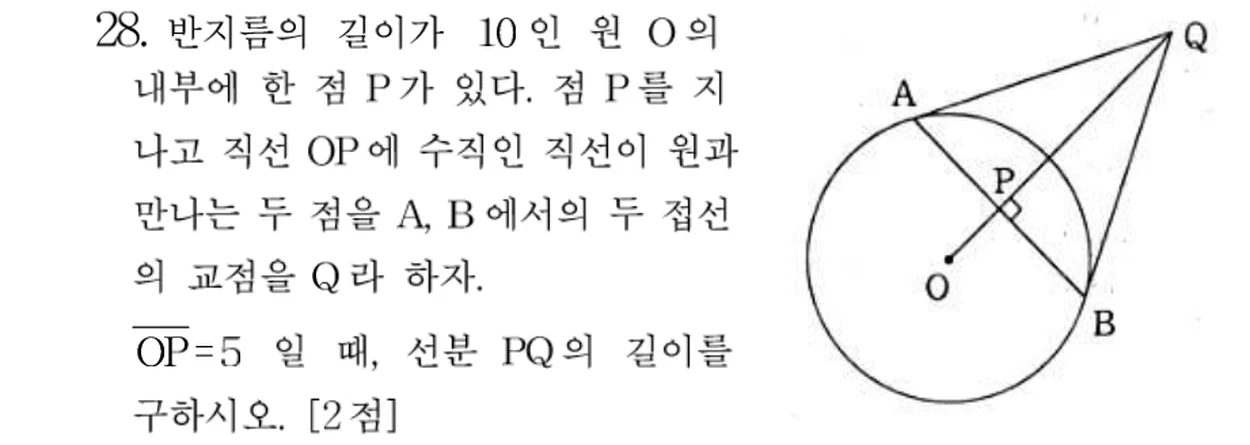 28. 반지름의 길이가 10인 원 O의
내부에 한 점 P가 있다. 점 P를 지
나고 직선 OP에 수직인 직선이 원과
만나는 두 점을 A, B에서의 두 접선
의 교점을 Q라 하자.
OP=5 일 때, 선분 PQ의 길이를
구하시오. [2점]
Q
A
P
O
B